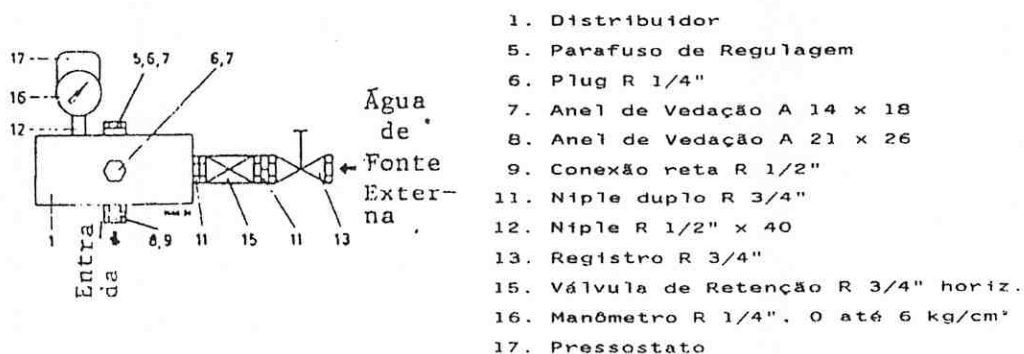 17
5,6,7
6,7
16
12
Água
de
Fonte
Exter-
na
1
8,9
11
15
11
13
Entra
da
1. Distribuidor
5. Parafuso de Regulagem
6. Plug R 1/4"
7. Anel de Vedação A 14 x 18
8. Anel de Vedação A 21 x 26
9. Conexão reta R 1/2"
11. Niple duplo R 3/4"
12. Niple R 1/2" x 40
13. Registro R 3/4"
15. Válvula de Retenção R 3/4" horiz.
16. Manômetro R 1/4". 0 até 6 kg/cm²
17. Pressostato